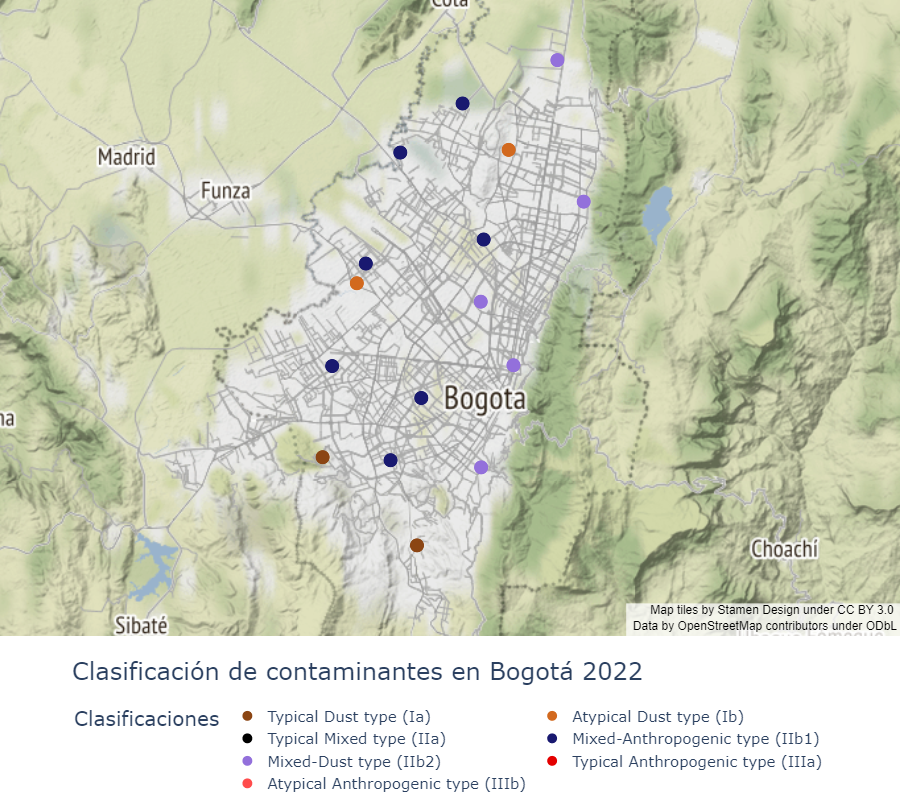 Cota
Madrid
Funza
Bogota
na
Choachí
Sibaté
Map tiles by Stamen Design under CC BY 3.0
Data by OpenStreetMap contributors under ODbL
Clasificación de contaminantes en Bogotá 2022
Clasificaciones
Typical Dust type (Ia)
Atypical Dust type (Ib)
Typical Mixed type (IIa)
Mixed-Anthropogenic type (IIb1)
Mixed-Dust type (IIb2)
Typical Anthropogenic type (IIIa)
Atypical Anthropogenic type (IIIb)